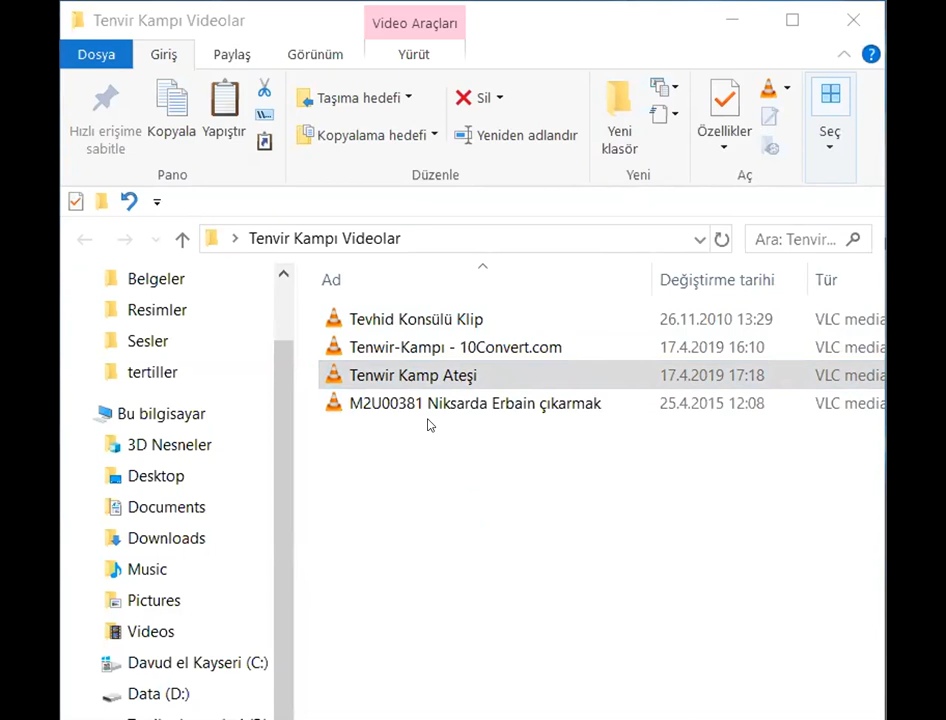 Tenvir Kampı Videolar
Video Araçları
Dosya
Giriş
Paylaş
Görünüm
Yürüt
Hızlı erişime
sabitle
Kopyala
Yapıştır
Taşıma hedefi
Kopyalama hedefi
Sil
Yeniden adlandır
Yeni
klasör
Özellikler
Seç
Pano
Düzenle
Yeni
Aç
Tenvir Kampı Videolar
Ara: Tenvir...
Ad
Değiştirme tarihi
Tür
Tevhid Konsülü Klip 26.11.2010 13:29 VLC media
Tenwir-Kampı - 10Convert.com 17.4.2019 16:10 VLC media
Tenwir Kamp Ateşi 17.4.2019 17:18 VLC media
M2U00381 Niksarda Erbain çıkarmak 25.4.2015 12:08 VLC media
Belgeler
Resimler
Sesler
tertiller
Bu bilgisayar
3D Nesneler
Desktop
Documents
Downloads
Music
Pictures
Videos
Davud el Kayseri (C:)
Data (D:)